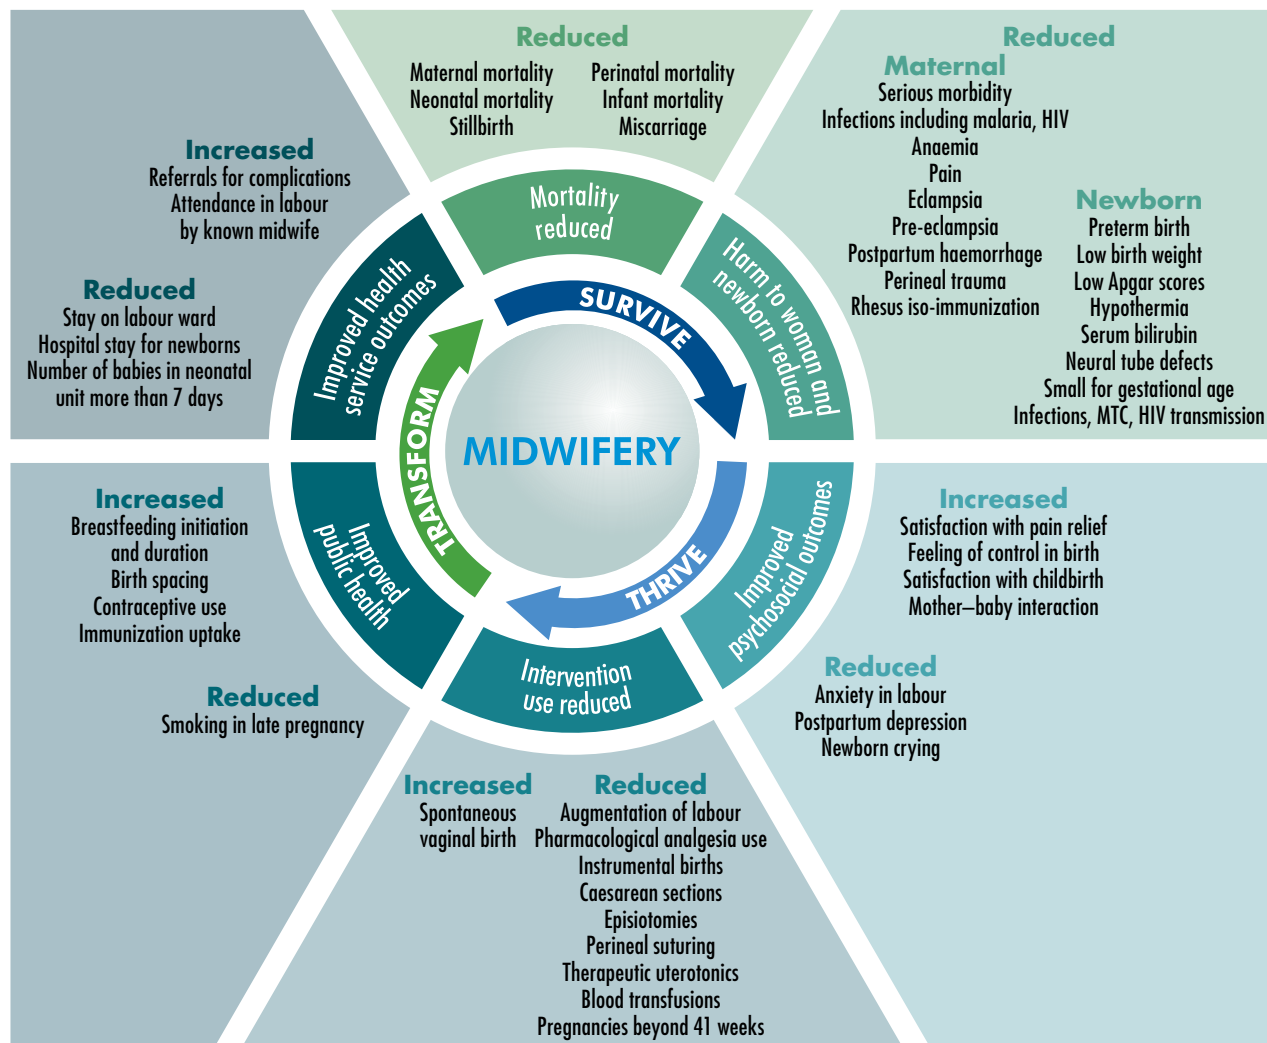 Reduced
Maternal mortality
Neonatal mortality
Stillbirth
Perinatal mortality
Infant mortality
Miscarriage
Reduced
Maternal
Serious morbidity
Infections including malaria, HIV
Anaemia
Pain
Eclampsia
Pre-eclampsia
Postpartum haemorrhage
Perineal trauma
Rhesus iso-immunization
Newborn
Preterm birth
Low birth weight
Low Apgar scores
Hypothermia
Serum bilirubin
Neural tube defects
Small for gestational age
Infections, MTC, HIV transmission
Increased
Referrals for complications
Attendance in labour
by known midwife
Reduced
Stay on labour ward
Hospital stay for newborns
Number of babies in neonatal
unit more than 7 days
Mortality
reduced
Harm to woman and
newborn reduced
Improved health
service outcomes
SURVIVE
TRANSFORM
MIDWIFERY
THRIVE
Improved
public health
Improved
psychosocial outcomes
Intervention
use reduced
Increased
Breastfeeding initiation
and duration
Birth spacing
Contraceptive use
Immunization uptake
Reduced
Smoking in late pregnancy
Increased
Satisfaction with pain relief
Feeling of control in birth
Satisfaction with childbirth
Mother–baby interaction
Reduced
Anxiety in labour
Postpartum depression
Newborn crying
Increased
Spontaneous
vaginal birth
Reduced
Augmentation of labour
Pharmacological analgesia use
Instrumental births
Caesarean sections
Episiotomies
Perineal suturing
Therapeutic uterotonics
Blood transfusions
Pregnancies beyond 41 weeks